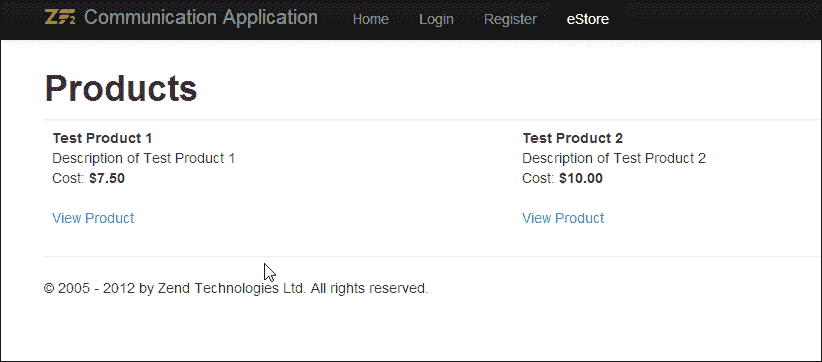 ZF2 Communication Application Home Login Register eStore
Products
Test Product 1
Description of Test Product 1
Cost: $7.50
View Product
Test Product 2
Description of Test Product 2
Cost: $10.00
View Product
© 2005 - 2012 by Zend Technologies Ltd. All rights reserved.